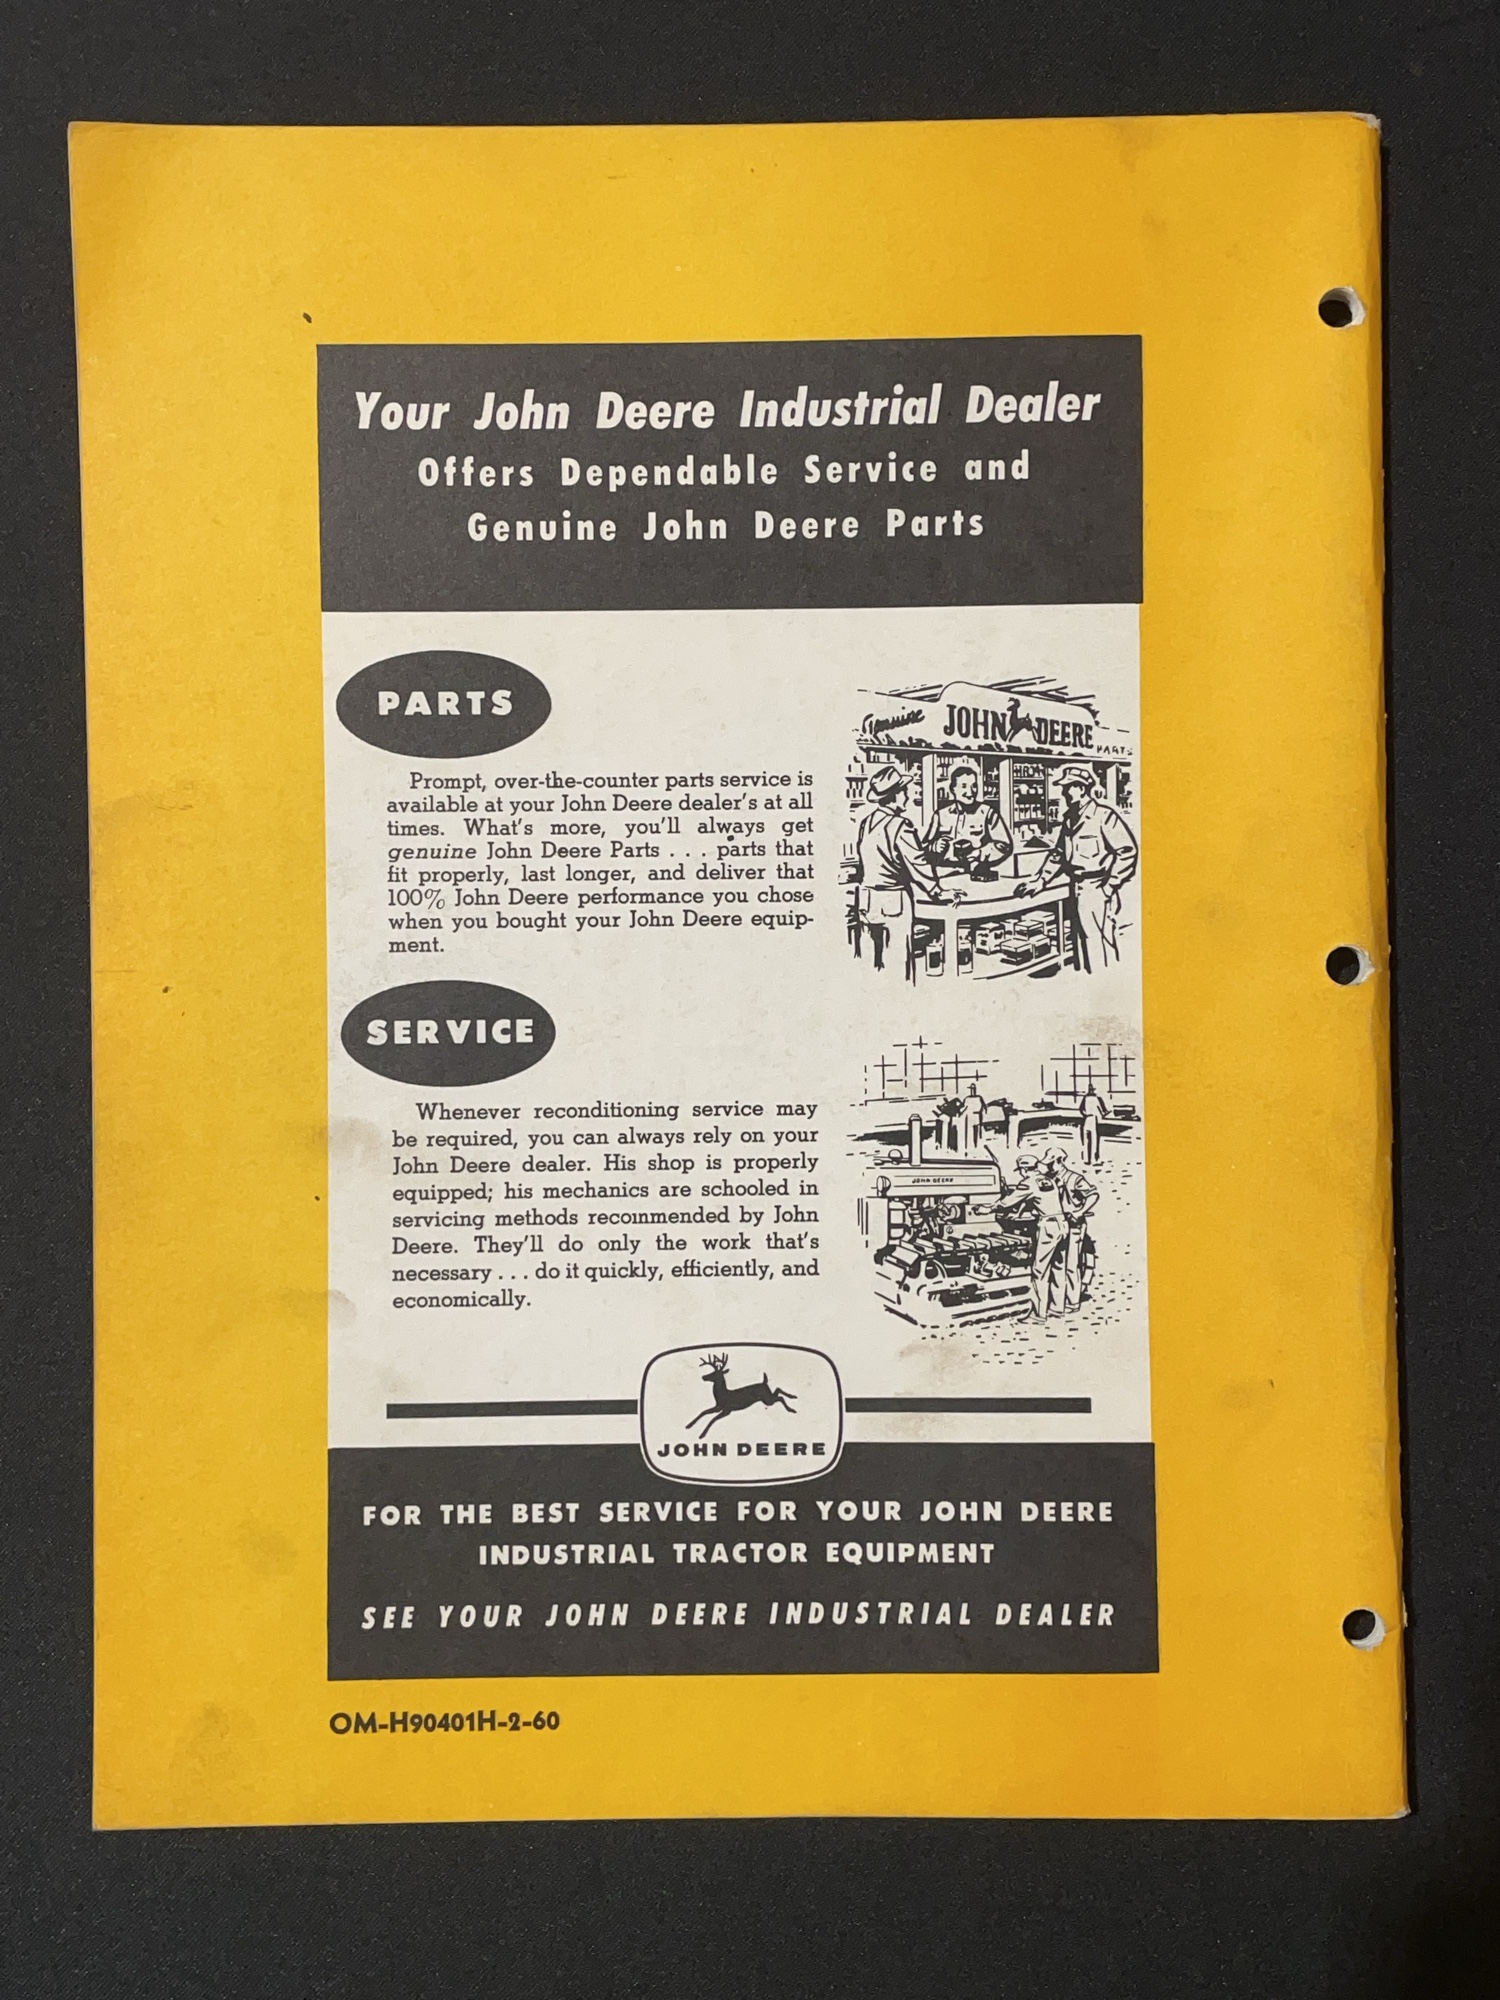 Your John Deere Industrial Dealer
Offers Dependable Service and
Genuine John Deere Parts
PARTS
Genuine JOHN DEERE PARTS
Prompt, over-the-counter parts service is
available at your John Deere dealer's at all
times. What's more, you'll always get
genuine John Deere Parts . . . parts that
fit properly, last longer, and deliver that
100% John Deere performance you chose
when you bought your John Deere equip-
ment.
SERVICE
Whenever reconditioning service may
be required, you can always rely on your
John Deere dealer. His shop is properly
equipped; his mechanics are schooled in
servicing methods recommended by John
Deere. They'll do only the work that's
necessary . . . do it quickly, efficiently, and
economically.
JOHN DEERE
JOHN DEERE
FOR THE BEST SERVICE FOR YOUR JOHN DEERE
INDUSTRIAL TRACTOR EQUIPMENT
SEE YOUR JOHN DEERE INDUSTRIAL DEALER
OM-H90401H-2-60